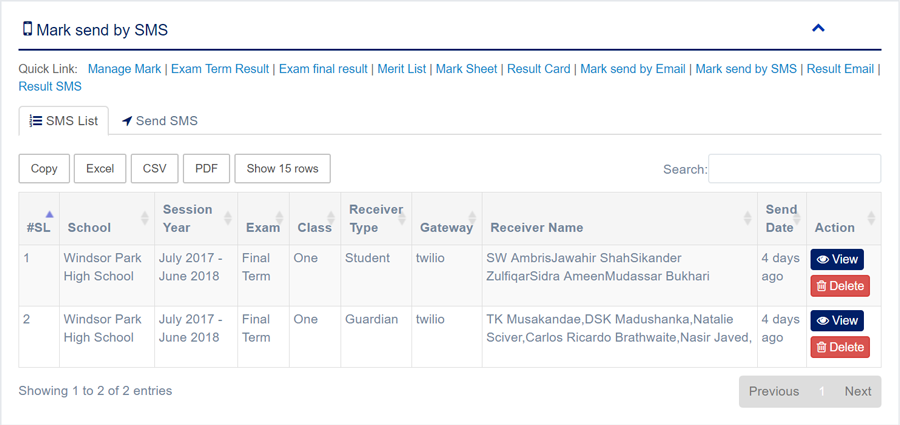 Mark send by SMS
Quick Link: Manage Mark | Exam Term Result | Exam final result | Merit List | Mark Sheet | Result Card | Mark send by Email | Mark send by SMS | Result Email |
Result SMS
SMS List Send SMS
Copy Excel CSV PDF Show 15 rows Search:
#SL School Session Year Exam Class Receiver Type Gateway Receiver Name Send Date Action
1 Windsor Park July 2017 - Final One Student twilio SW AmbrisJawahir ShahSikander 4 days View
High School June 2018 Term ZulfiqarSidra AmeenMudassar Bukhari ago Delete
2 Windsor Park July 2017 - Final One Guardian twilio TK Musakandae,DSK Madushanka,Natalie 4 days View
High School June 2018 Term Sciver,Carlos Ricardo Brathwaite,Nasir Javed, ago Delete
Showing 1 to 2 of 2 entries Previous 1 Next